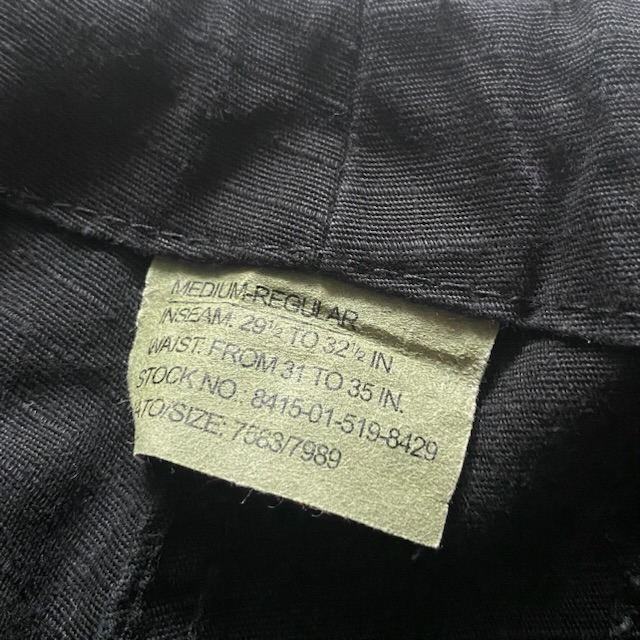 MEDIUM-REGULAR
INSEAM: 29½ TO 32½ IN.
WAIST: FROM 31 TO 35 IN.
STOCK NO. 8415-01-519-8429
ATO/SIZE: 7583/7989